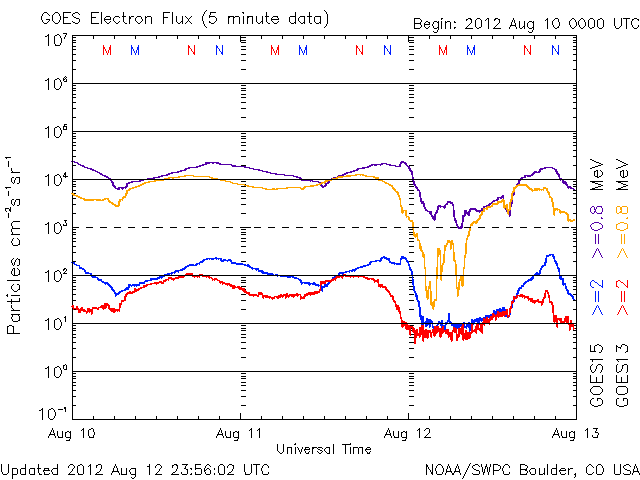 GOES Electron Flux (5 minute data)
Begin: 2012 Aug 10 0000 UTC
M M N N M M N N M M N N
10^7
10^6
10^5
10^4
10^3
10^2
10^1
10^0
10^-1
Particles cm^-2 s^-1 sr^-1
Aug 10 Aug 11 Aug 12 Aug 13
Universal Time
GOES15 >=2 >=0.8 MeV
GOES13 >=2 >=0.8 MeV
Updated 2012 Aug 12 23:56:02 UTC
NOAA/SWPC Boulder, CO USA